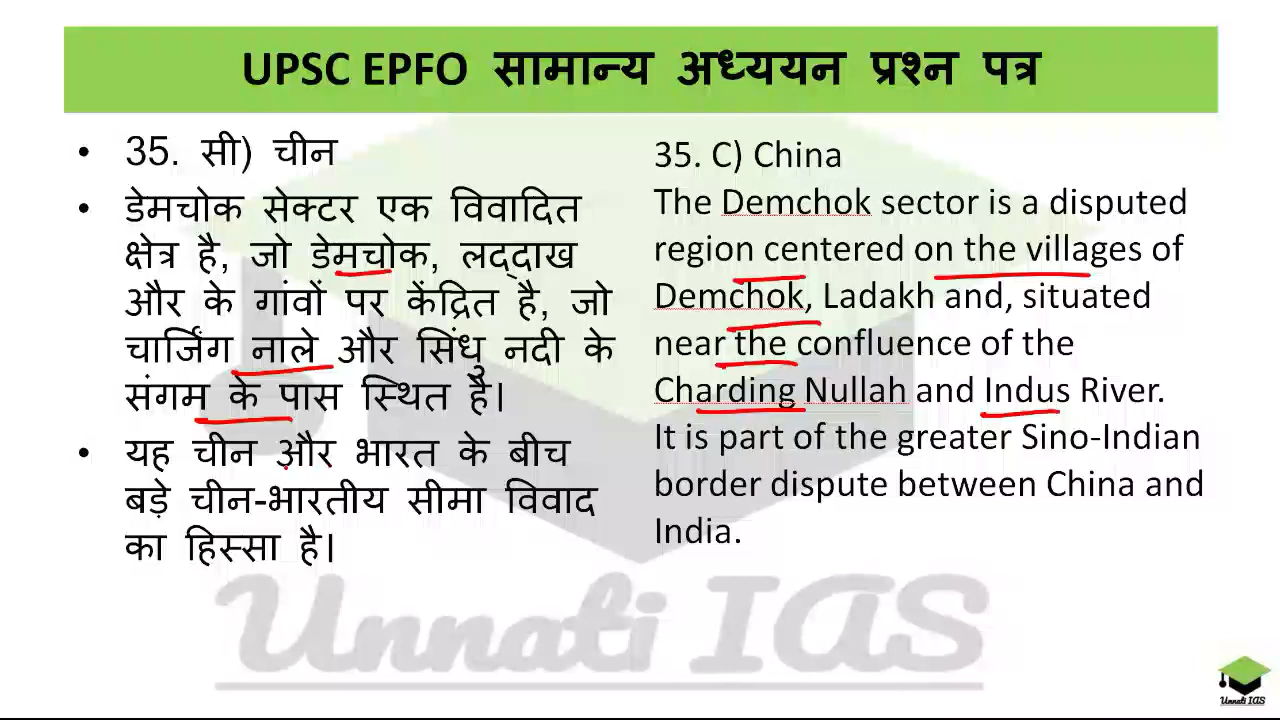 UPSC EPFO सामान्य अध्ययन प्रश्न पत्र
• 35. सी) चीन
• डेमचोक सेक्टर एक विवादित
क्षेत्र है, जो डेमचोक, लद्दाख
और के गांवों पर केंद्रित है, जो
चार्जिंग नाले और सिंधु नदी के
संगम के पास स्थित है।
• यह चीन और भारत के बीच
बड़े चीन-भारतीय सीमा विवाद
का हिस्सा है।
35. C) China
The Demchok sector is a disputed
region centered on the villages of
Demchok, Ladakh and, situated
near the confluence of the
Charding Nullah and Indus River.
It is part of the greater Sino-Indian
border dispute between China and
India.
Unnati IAS
Unnati IAS